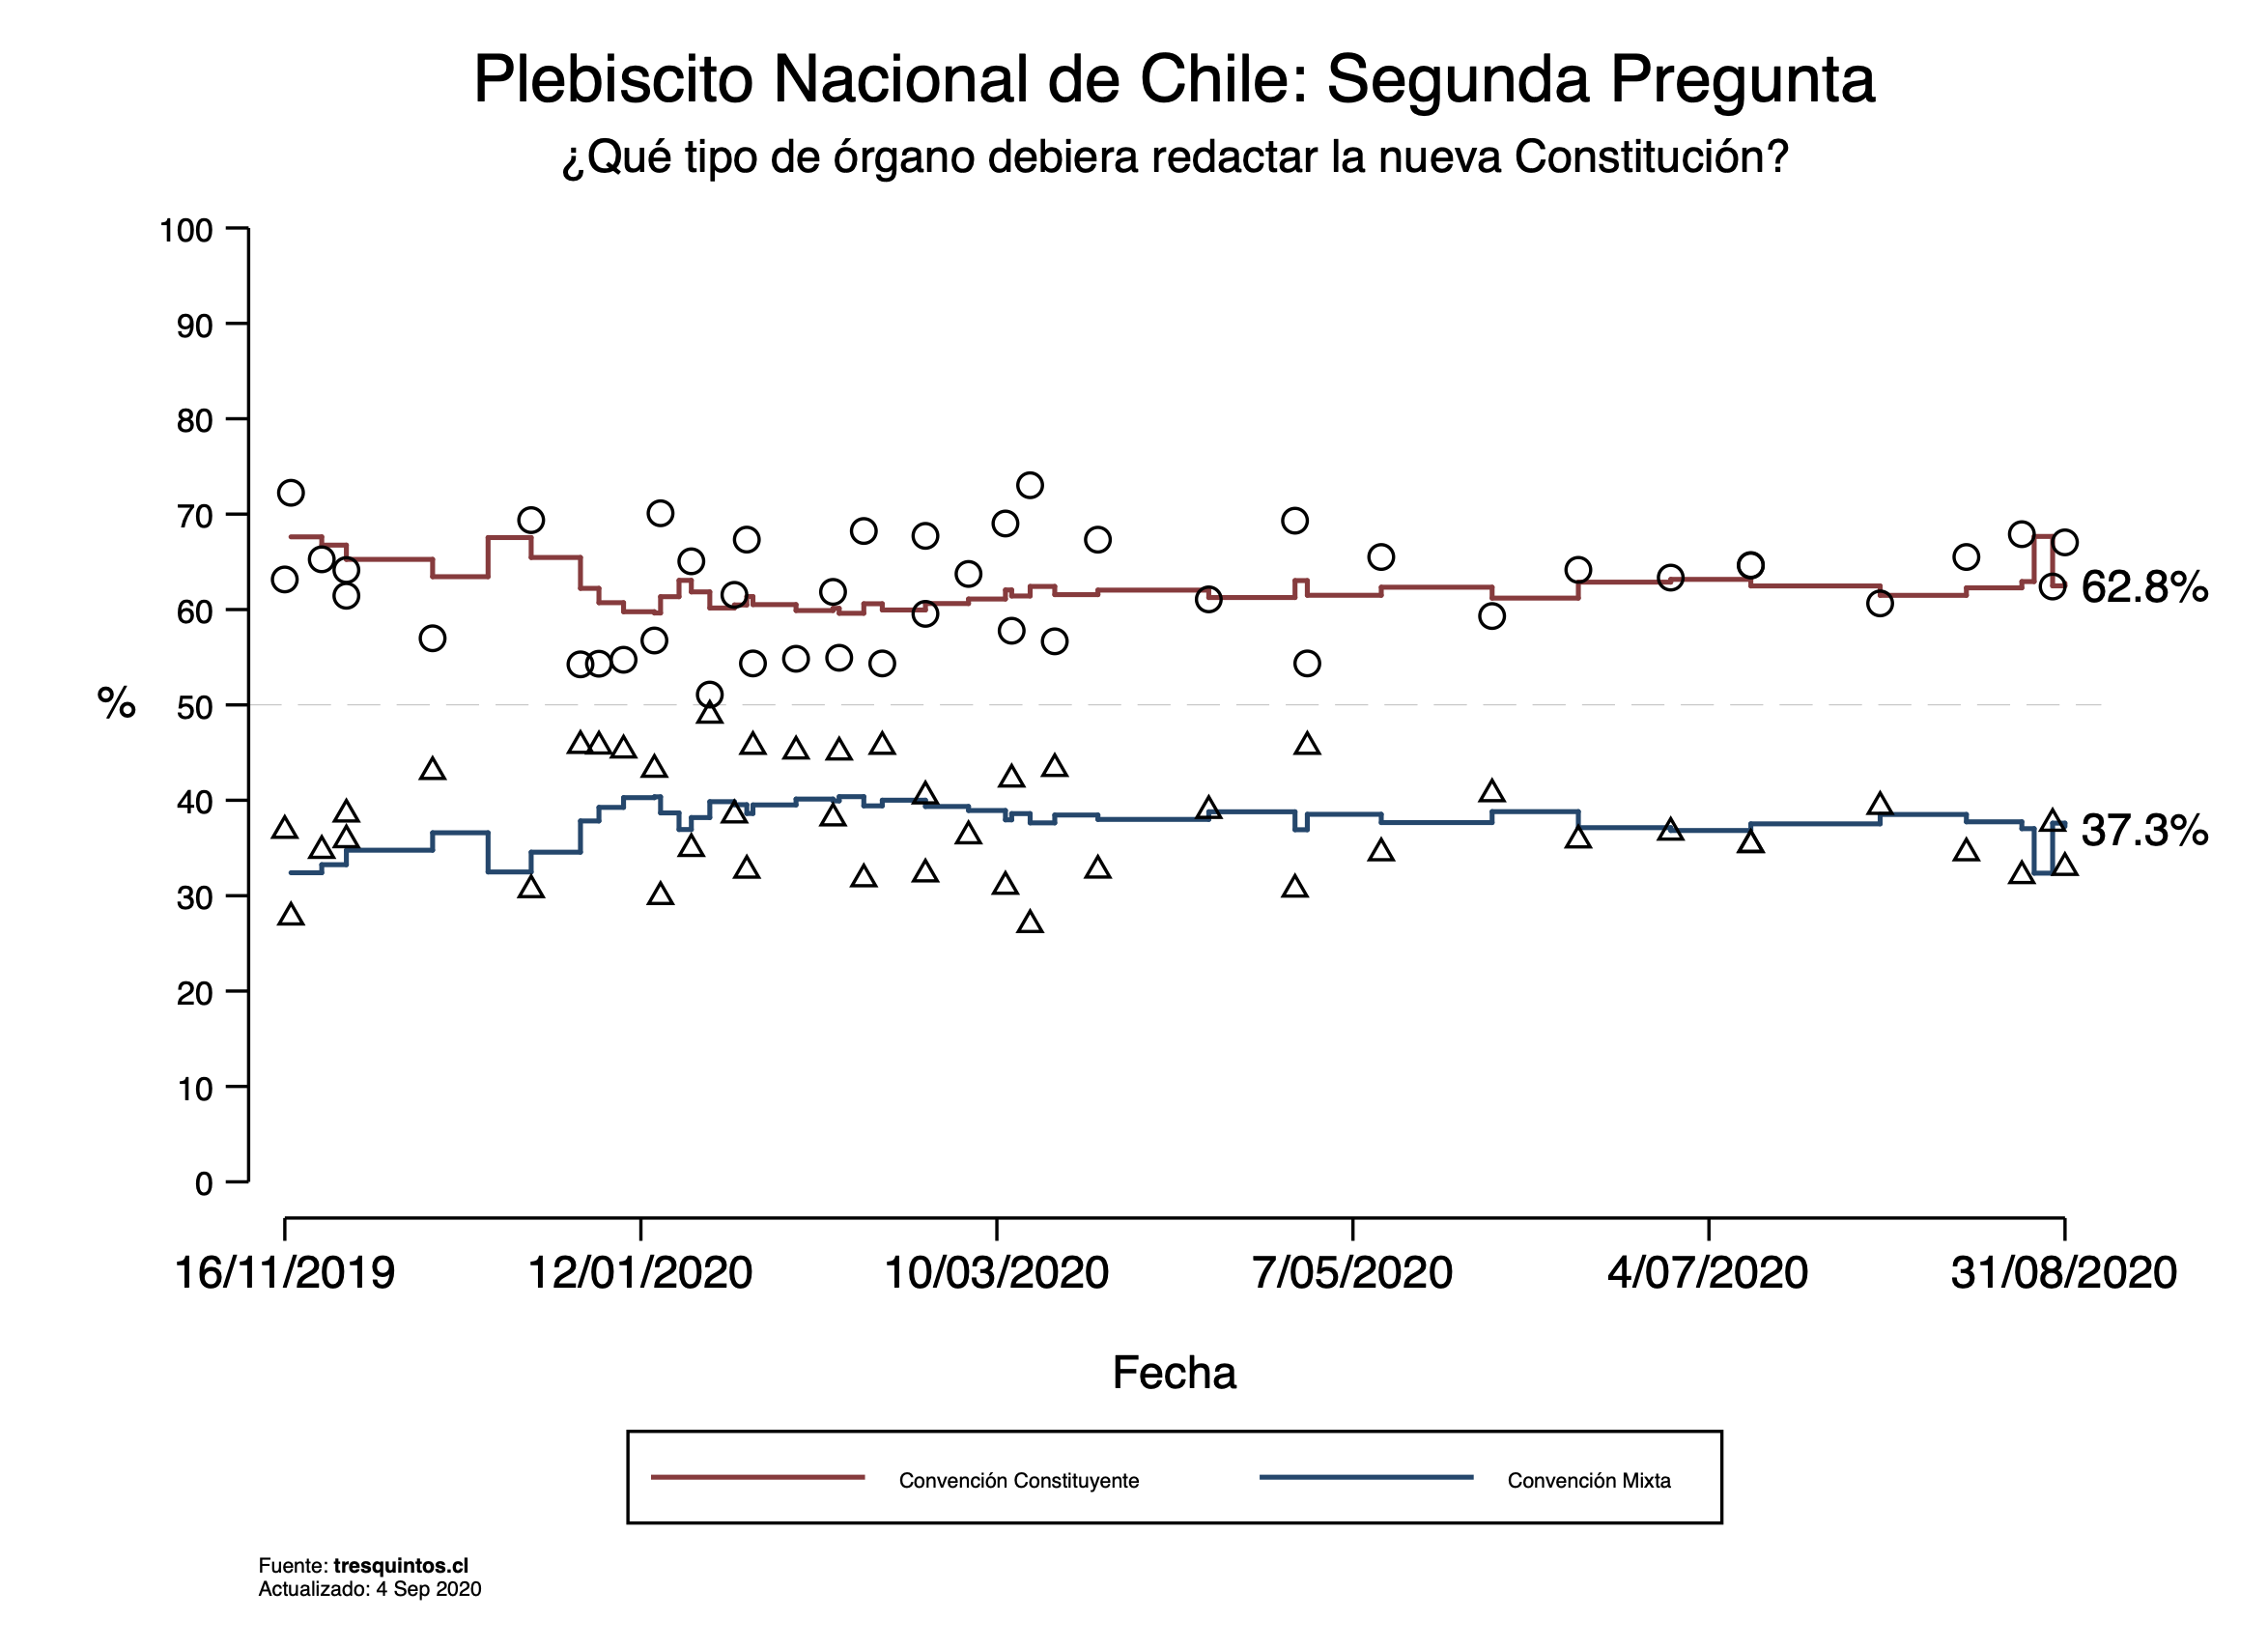 Plebiscito Nacional de Chile: Segunda Pregunta
¿Qué tipo de órgano debiera redactar la nueva Constitución?
100
90
80
70
60
50
40
30
20
10
0
%
62.8%
37.3%
16/11/2019 12/01/2020 10/03/2020 7/05/2020 4/07/2020 31/08/2020
Fecha
Convención Constituyente Convención Mixta
Fuente: tresquintos.cl
Actualizado: 4 Sep 2020